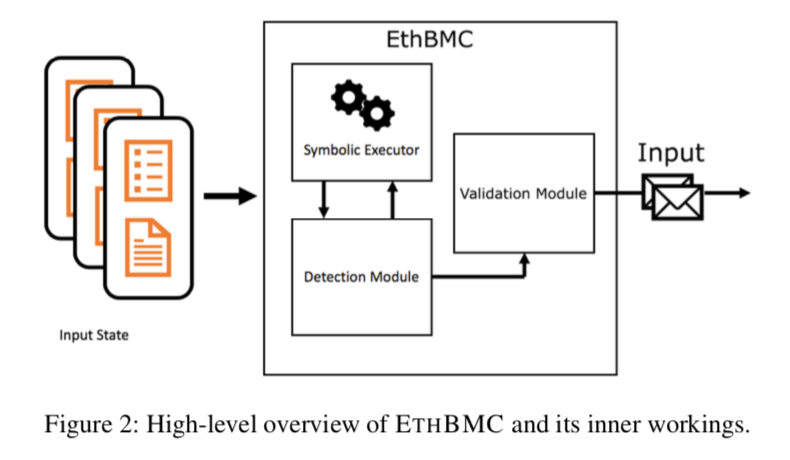 EthBMC
Symbolic Executor
Input
Validation Module
Detection Module
Input State
Figure 2: High-level overview of ETHBMC and its inner workings.